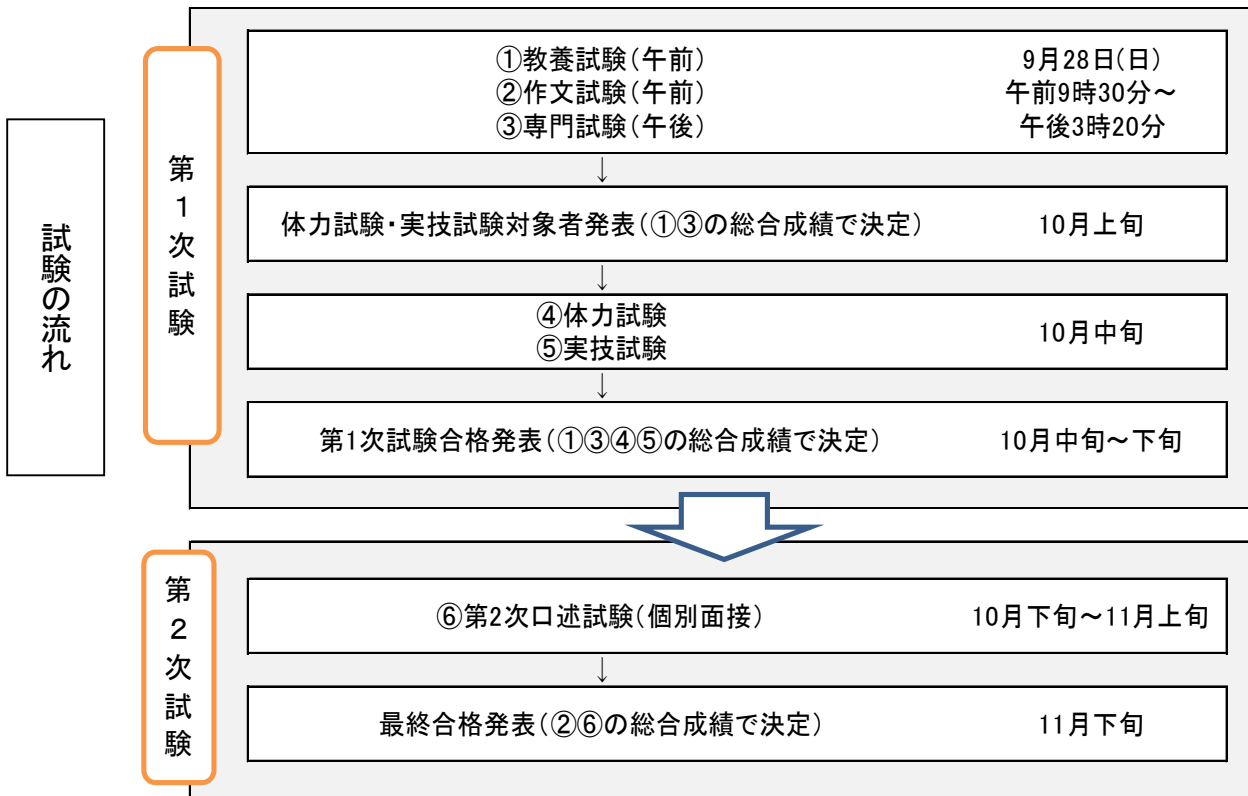 試験の流れ
第1次試験
①教養試験(午前) 9月28日(日)
②作文試験(午前) 午前9時30分～
③専門試験(午後) 午後3時20分
↓
体力試験・実技試験対象者発表(①③の総合成績で決定) 10月上旬
↓
④体力試験
⑤実技試験 10月中旬
↓
第1次試験合格発表(①③④⑤の総合成績で決定) 10月中旬～下旬
第2次試験
⑥第2次口述試験(個別面接) 10月下旬～11月上旬
↓
最終合格発表(②⑥の総合成績で決定) 11月下旬